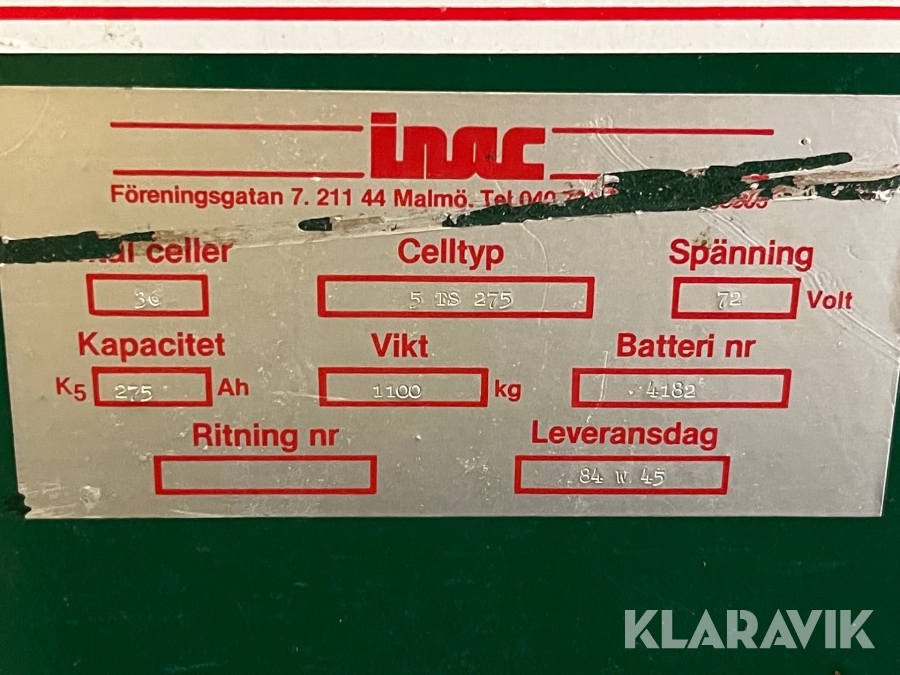 inac
Föreningsgatan 7. 211 44 Malmö. Tel 040
celler Celltyp Spänning
36 5 TS 275 72 Volt
Kapacitet Vikt Batteri nr
K5 275 Ah 1100 kg 4182
Ritning nr Leveransdag
84 W 45
KLARAVIK